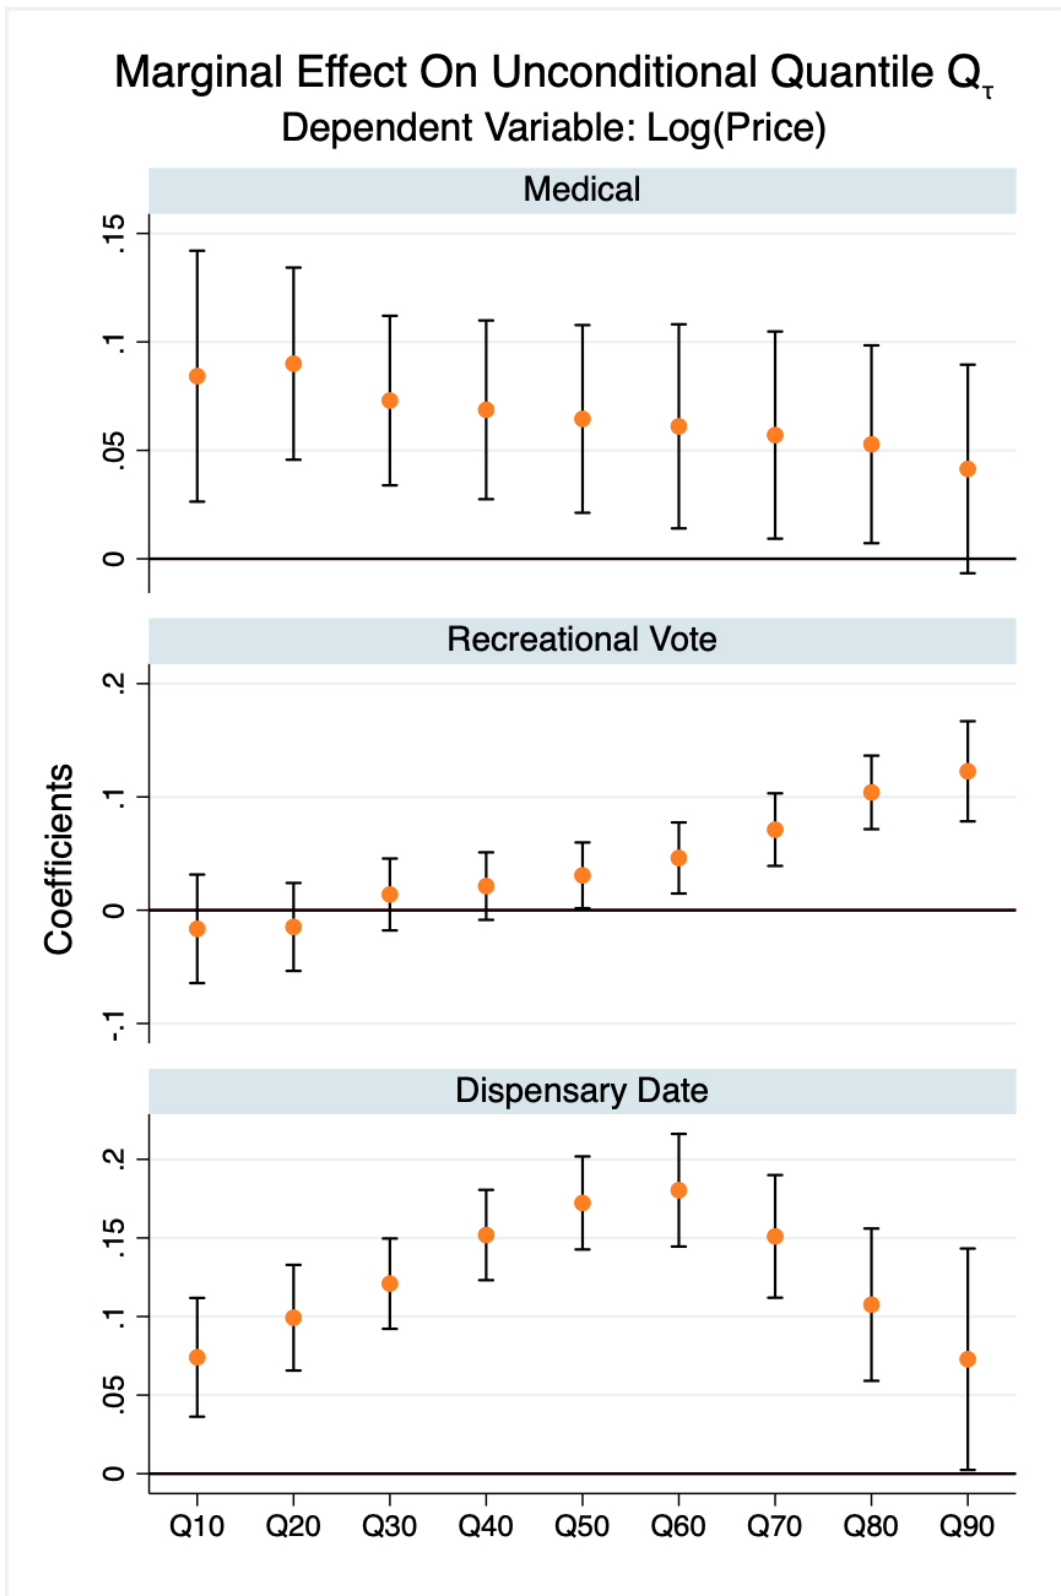 Marginal Effect On Unconditional Quantile Qτ
Dependent Variable: Log(Price)
Medical
.15
.1
.05
0
Recreational Vote
.2
.1
0
-.1
Coefficients
Dispensary Date
.2
.15
.1
.05
0
Q10 Q20 Q30 Q40 Q50 Q60 Q70 Q80 Q90